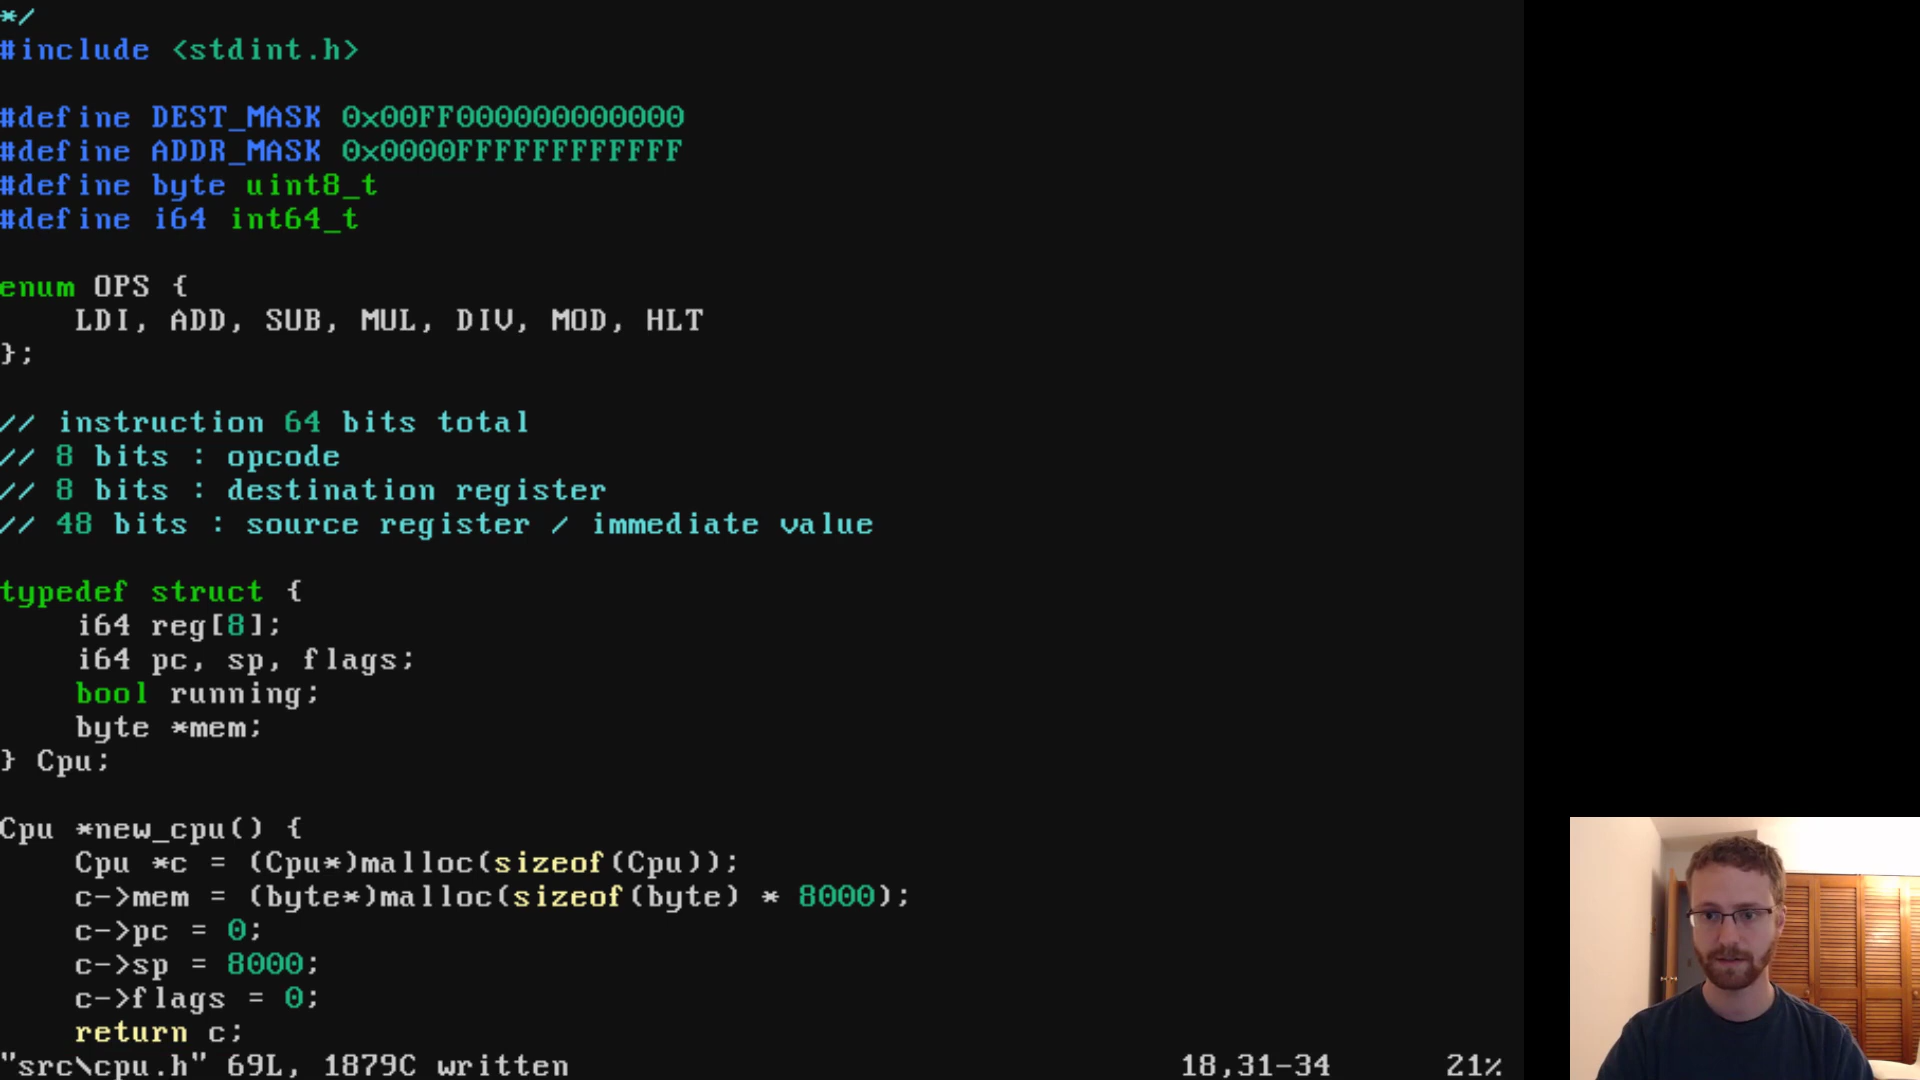 */
#include <stdint.h>
#define DEST_MASK 0x00FF000000000000
#define ADDR_MASK 0x0000FFFFFFFFFFFF
#define byte uint8_t
#define i64 int64_t
enum OPS {
LDI, ADD, SUB, MUL, DIV, MOD, HLT
};
// instruction 64 bits total
// 8 bits : opcode
// 8 bits : destination register
// 48 bits : source register / immediate value
typedef struct {
i64 reg[8];
i64 pc, sp, flags;
bool running;
byte *mem;
} Cpu;
Cpu *new_cpu() {
Cpu *c = (Cpu*)malloc(sizeof(Cpu));
c->mem = (byte*)malloc(sizeof(byte) * 8000);
c->pc = 0;
c->sp = 8000;
c->flags = 0;
return c;
"src\cpu.h" 69L, 1879C written 18,31-34 21%